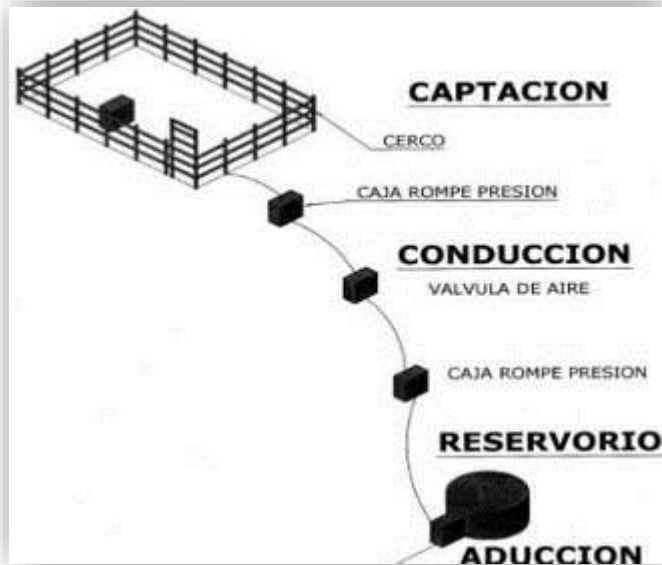 CAPTACION
CERCO
CAJA ROMPE PRESION
CONDUCCION
VALVULA DE AIRE
CAJA ROMPE PRESION
RESERVORIO
ADUCCION